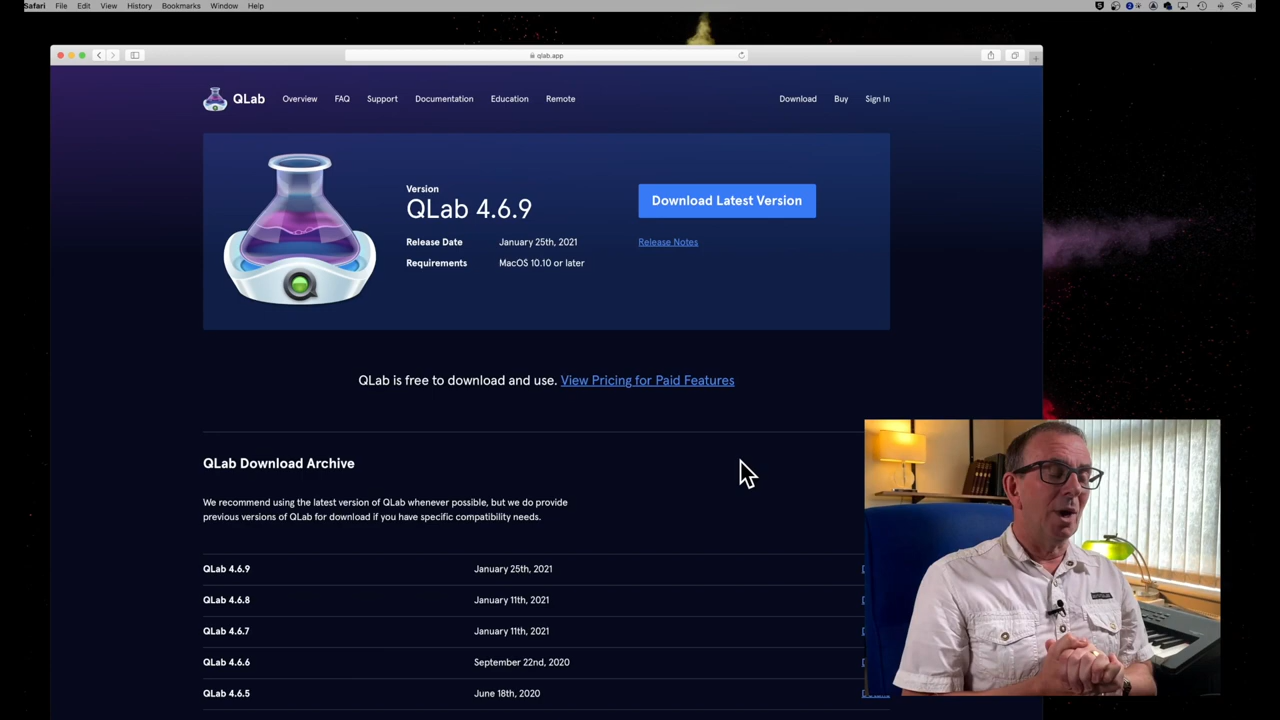 Safari File Edit View History Bookmarks Window Help
qlab.app
QLab Overview FAQ Support Documentation Education Remote Download Buy Sign In
Version
QLab 4.6.9
Release Date January 25th, 2021
Requirements MacOS 10.10 or later
Download Latest Version
Release Notes
QLab is free to download and use. View Pricing for Paid Features
QLab Download Archive
We recommend using the latest version of QLab whenever possible, but we do provide
previous versions of QLab for download if you have specific compatibility needs.
QLab 4.6.9 January 25th, 2021
QLab 4.6.8 January 11th, 2021
QLab 4.6.7 January 11th, 2021
QLab 4.6.6 September 22nd, 2020
QLab 4.6.5 June 18th, 2020